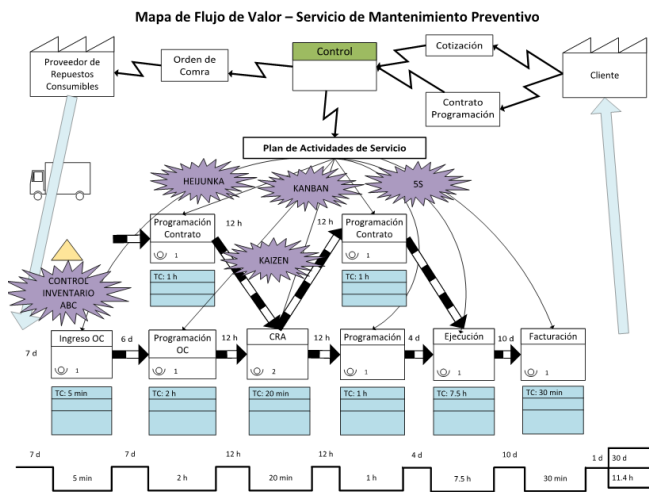 Mapa de Flujo de Valor – Servicio de Mantenimiento Preventivo
Proveedor de
Repuestos
Consumibles
Orden de
Comra
Control
Cotización
Contrato
Programación
Cliente
Plan de Actividades de Servicio
HEIJUNKA
KANBAN
5S
Programación
Contrato
1
TC: 1 h
12 h
KAIZEN
12 h
Programación
Contrato
1
TC: 1 h
CONTROL
INVENTARIO
ABC
7 d
Ingreso OC
1
TC: 5 min
6 d
Programación
OC
1
TC: 2 h
12 h
CRA
2
TC: 20 min
12 h
Programación
1
TC: 1 h
4 d
Ejecución
1
TC: 7.5 h
10 d
Facturación
1
TC: 30 min
7 d
7 d
12 h
12 h
4 d
10 d
1 d
30 d
5 min
2 h
20 min
1 h
7.5 h
30 min
11.4 h